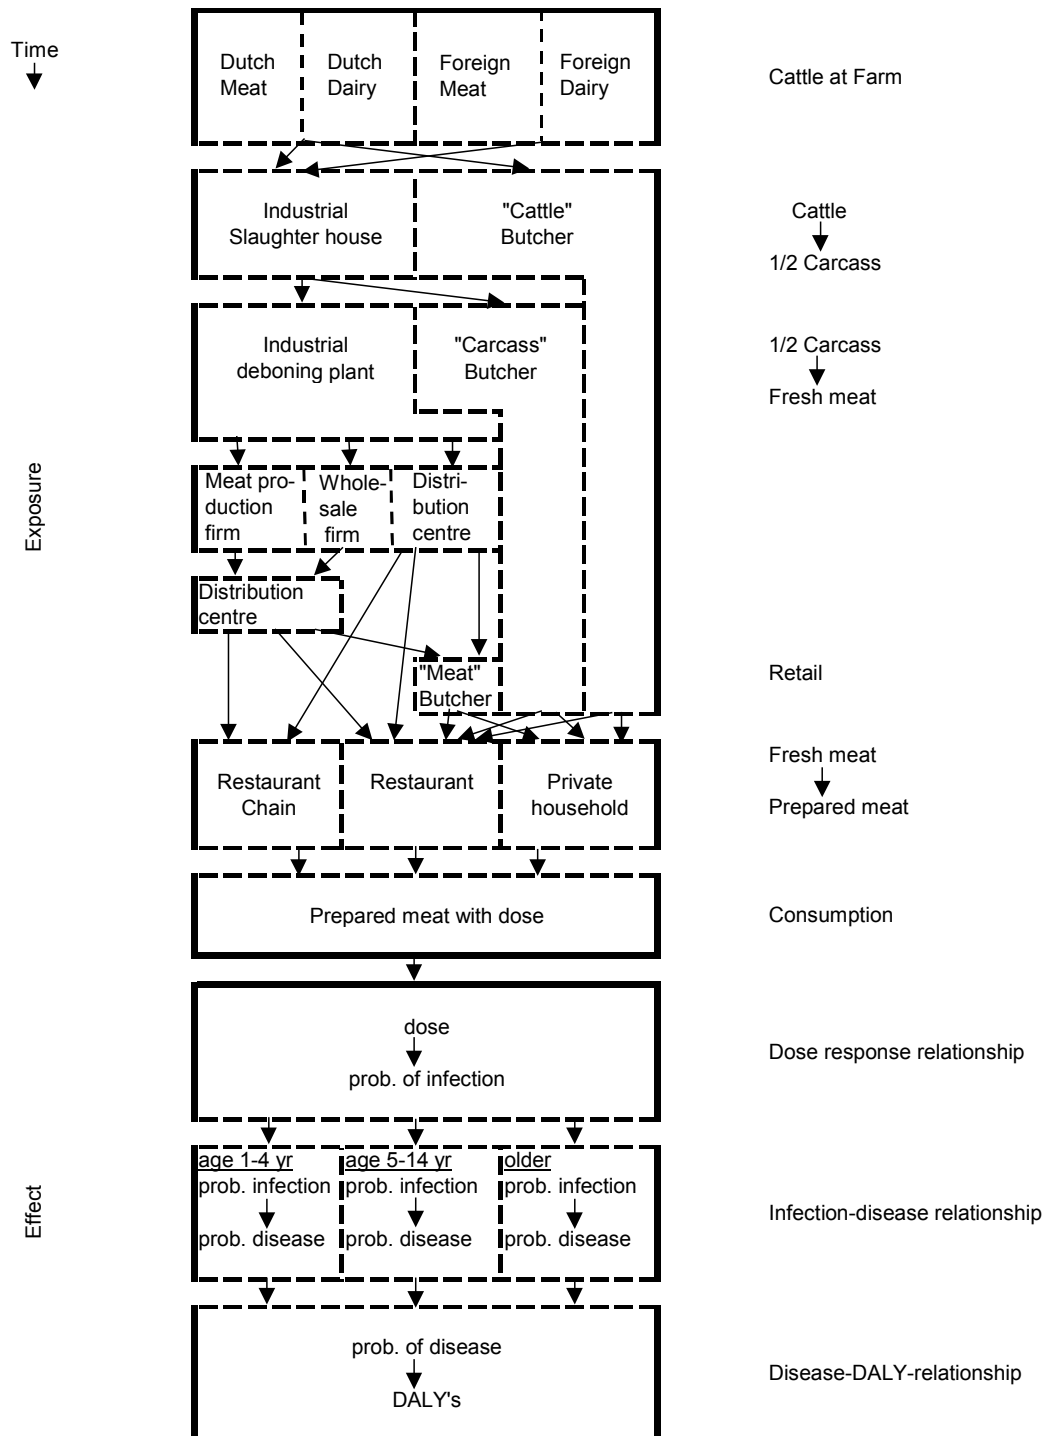 Time
Dutch
Meat
Dutch
Dairy
Foreign
Meat
Foreign
Dairy
Cattle at Farm
Industrial
Slaughter house
"Cattle"
Butcher
Cattle
1/2 Carcass
Industrial
deboning plant
"Carcass"
Butcher
1/2 Carcass
Fresh meat
Exposure
Meat pro-
duction
firm
Whole-
sale
firm
Distri-
bution
centre
Distribution
centre
"Meat"
Butcher
Retail
Restaurant
Chain
Restaurant
Private
household
Fresh meat
Prepared meat
Prepared meat with dose
Consumption
dose
prob. of infection
Dose response relationship
Effect
age 1-4 yr
prob. infection
prob. disease
age 5-14 yr
prob. infection
prob. disease
older
prob. infection
prob. disease
Infection-disease relationship
prob. of disease
DALY's
Disease-DALY-relationship